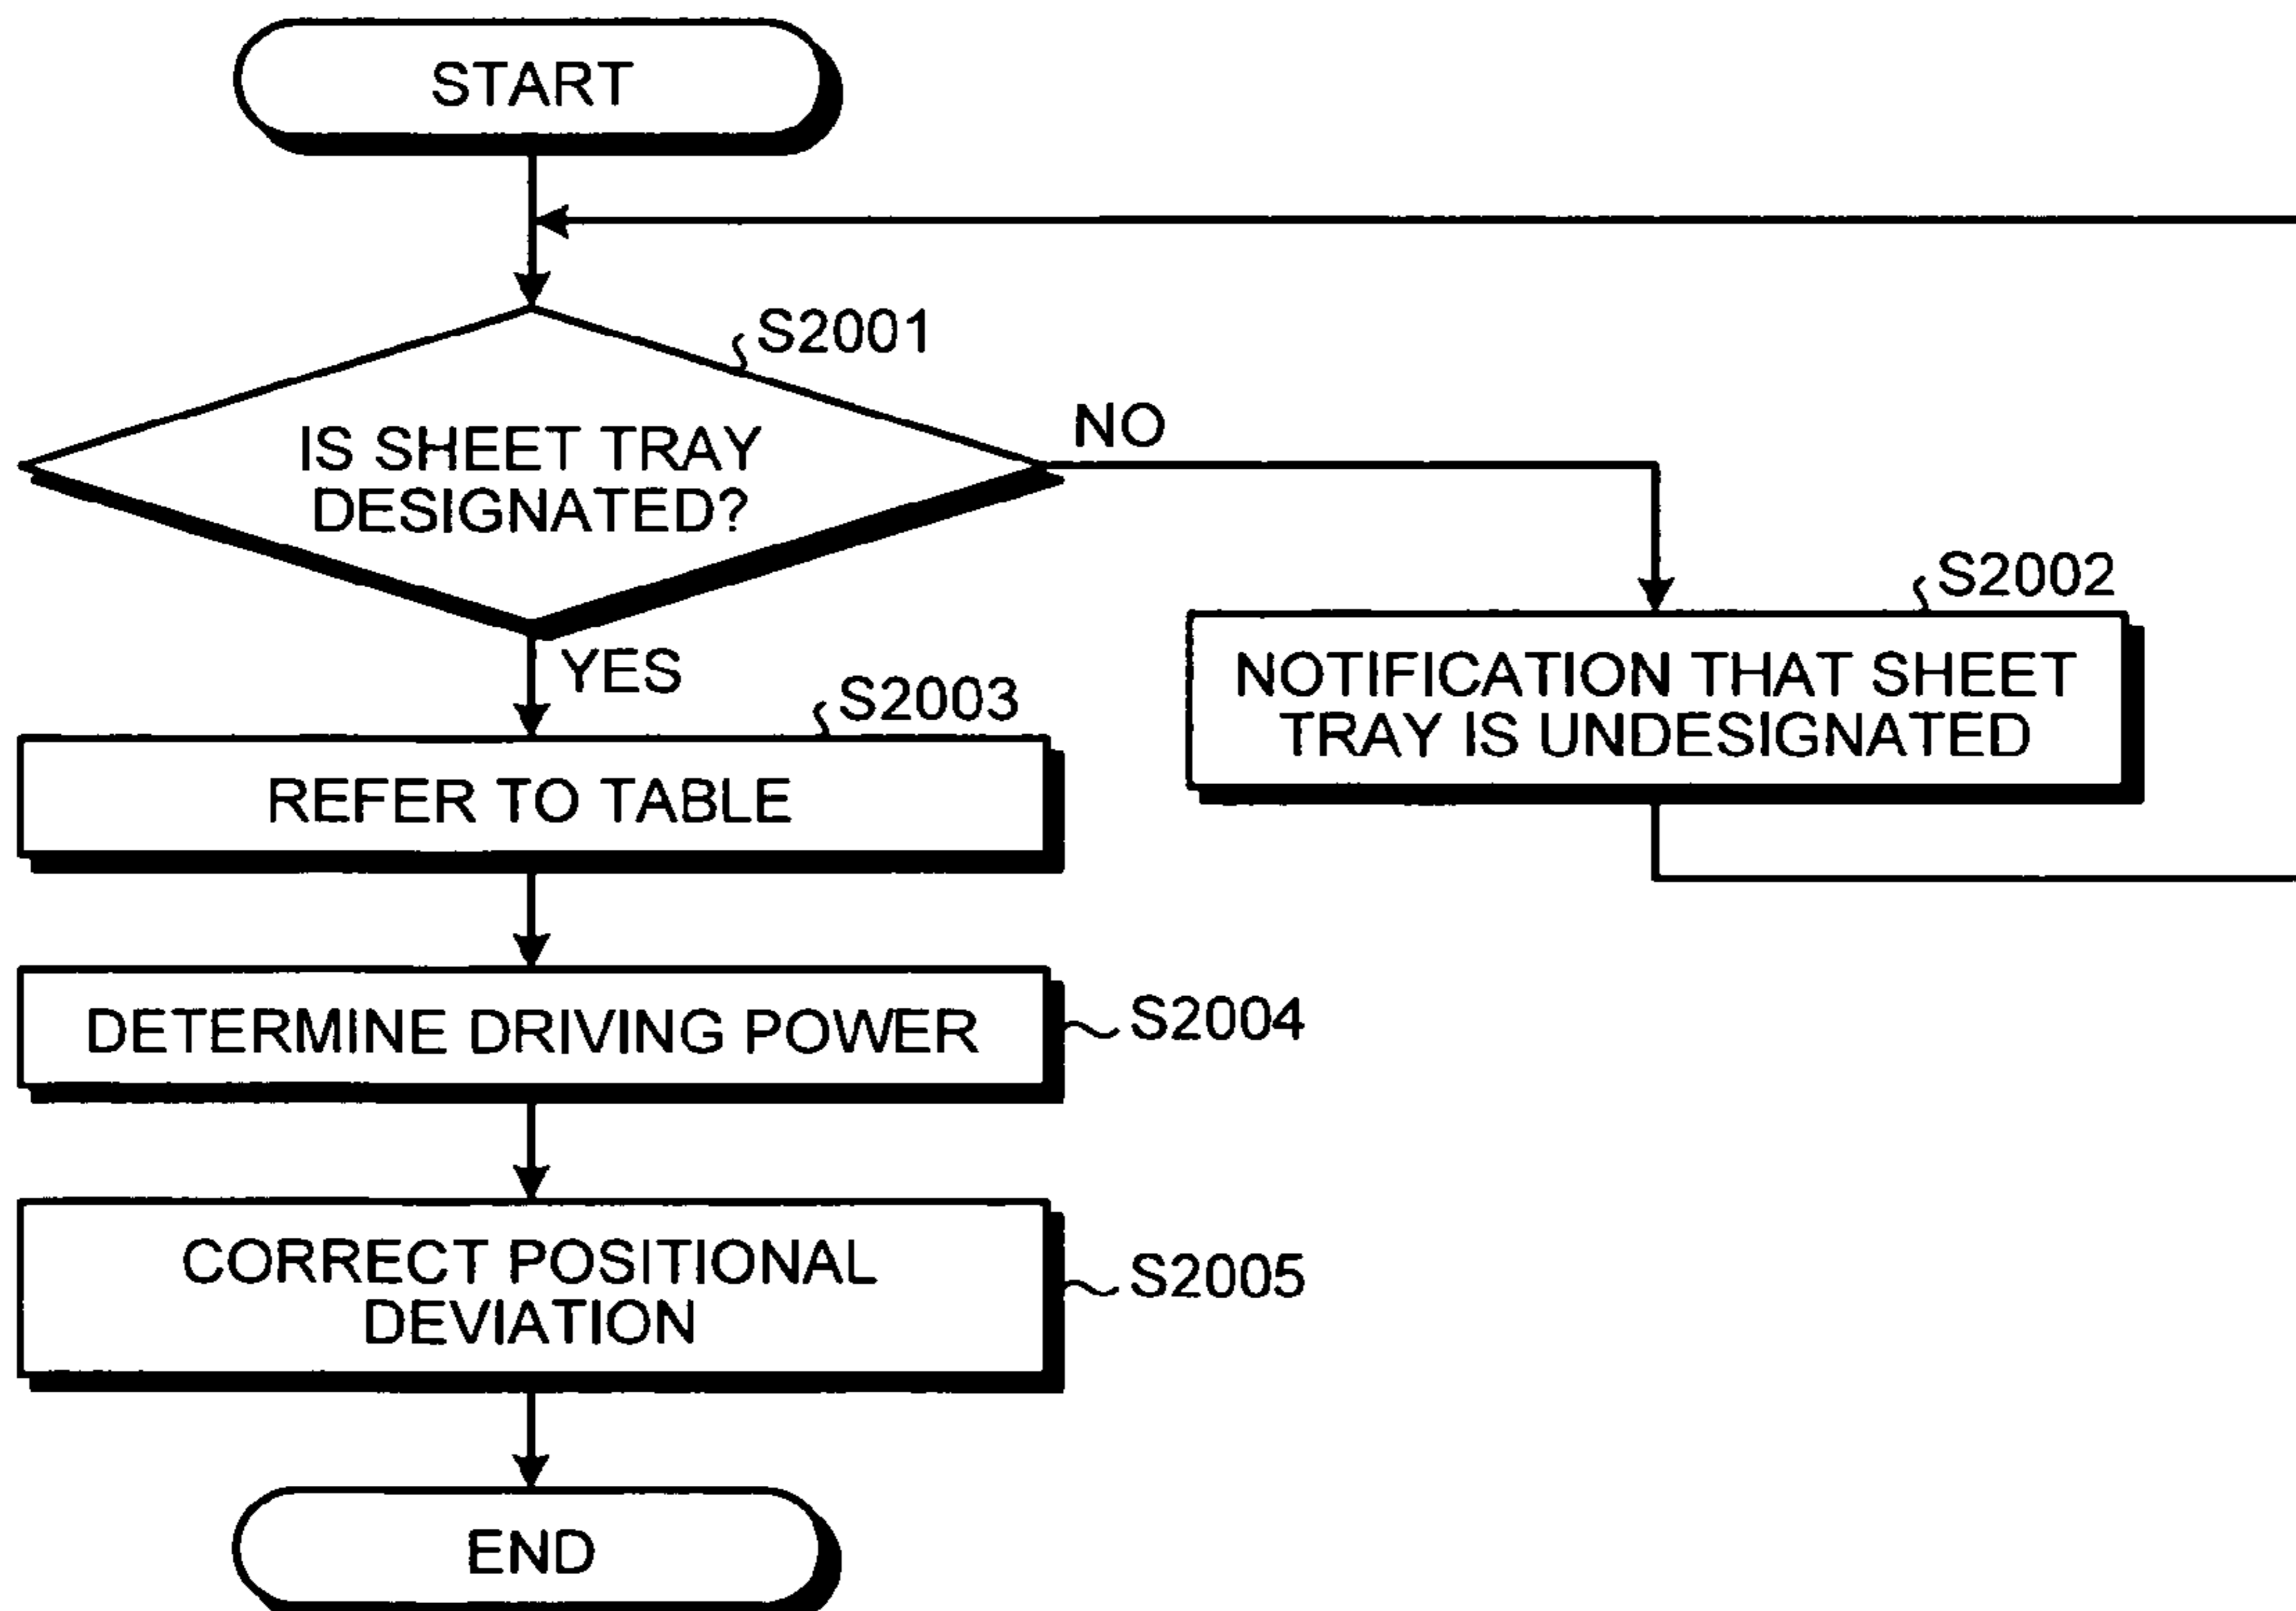 START
S2001
IS SHEET TRAY
DESIGNATED?
NO
YES
S2002
NOTIFICATION THAT SHEET
TRAY IS UNDESIGNATED
S2003
REFER TO TABLE
DETERMINE DRIVING POWER
S2004
CORRECT POSITIONAL
DEVIATION
S2005
END